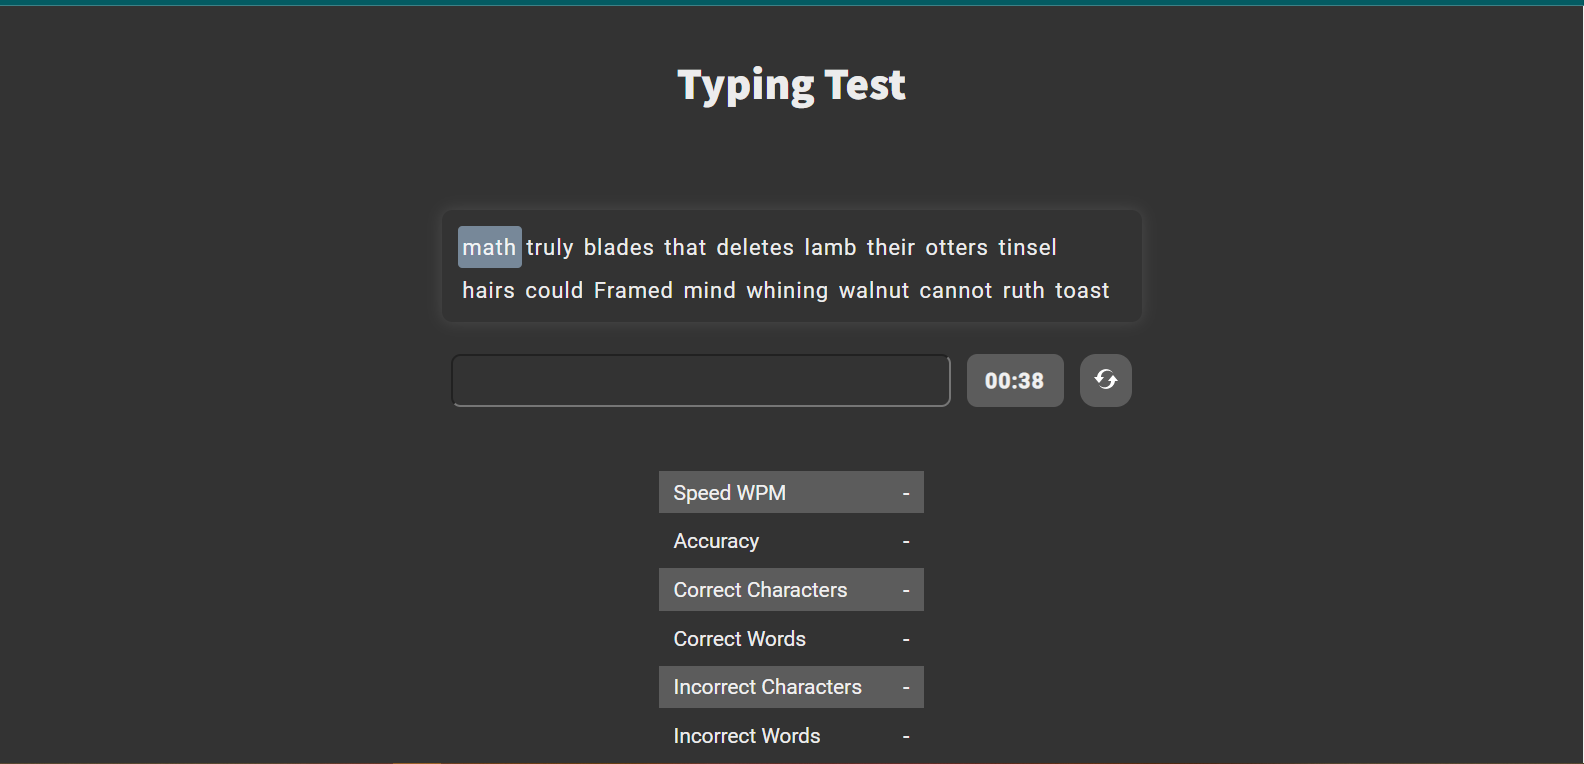 Typing Test
math truly blades that deletes lamb their otters tinsel
hairs could Framed mind whining walnut cannot ruth toast
00:38
Speed WPM -
Accuracy -
Correct Characters -
Correct Words -
Incorrect Characters -
Incorrect Words -